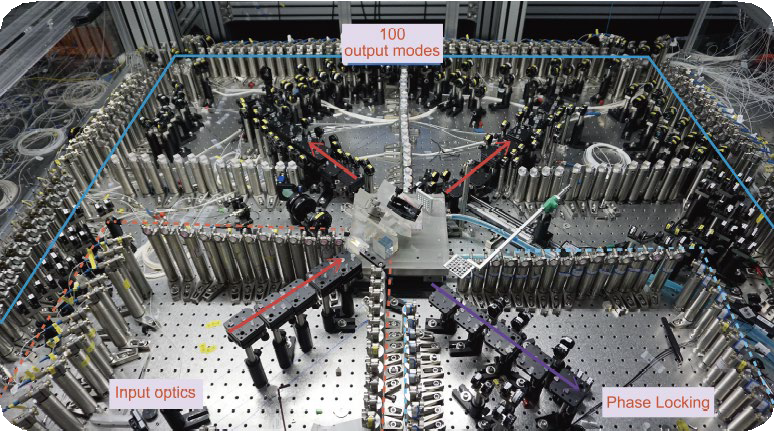 100
output modes
Input optics
Phase Locking